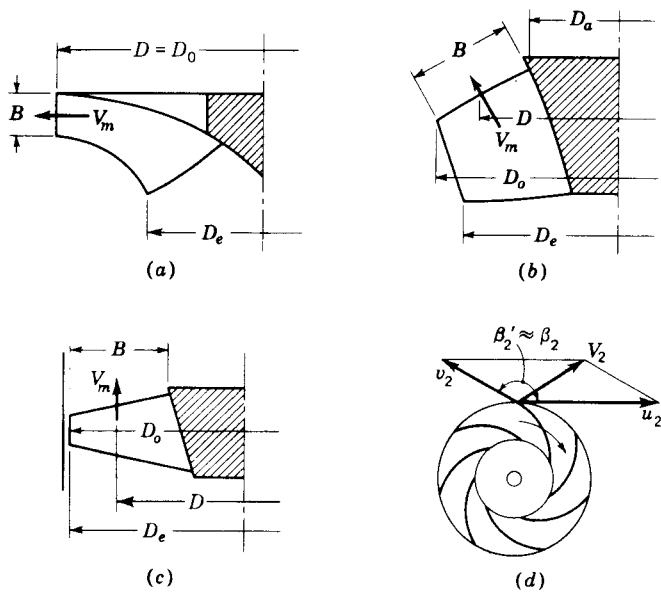 D = D₀
B
Vₘ
Dₑ
(a)
Dₐ
B
Vₘ
D
Dₒ
Dₑ
(b)
B
Vₘ
Dₒ
D
Dₑ
(c)
β₂′ ≈ β₂
V₂
v₂
u₂
(d)